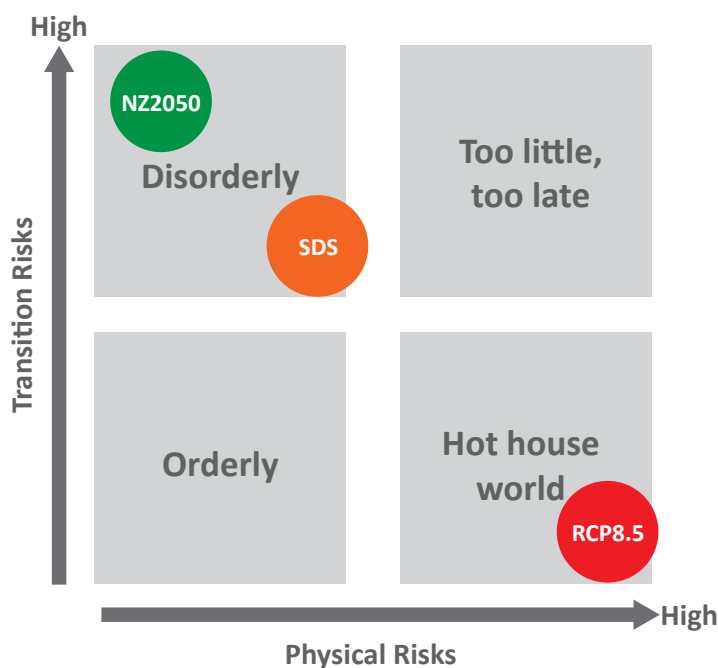 High
NZ2050
Disorderly
SDS
Too little,
too late
Transition Risks
Orderly
Hot house
world
RCP8.5
High
Physical Risks